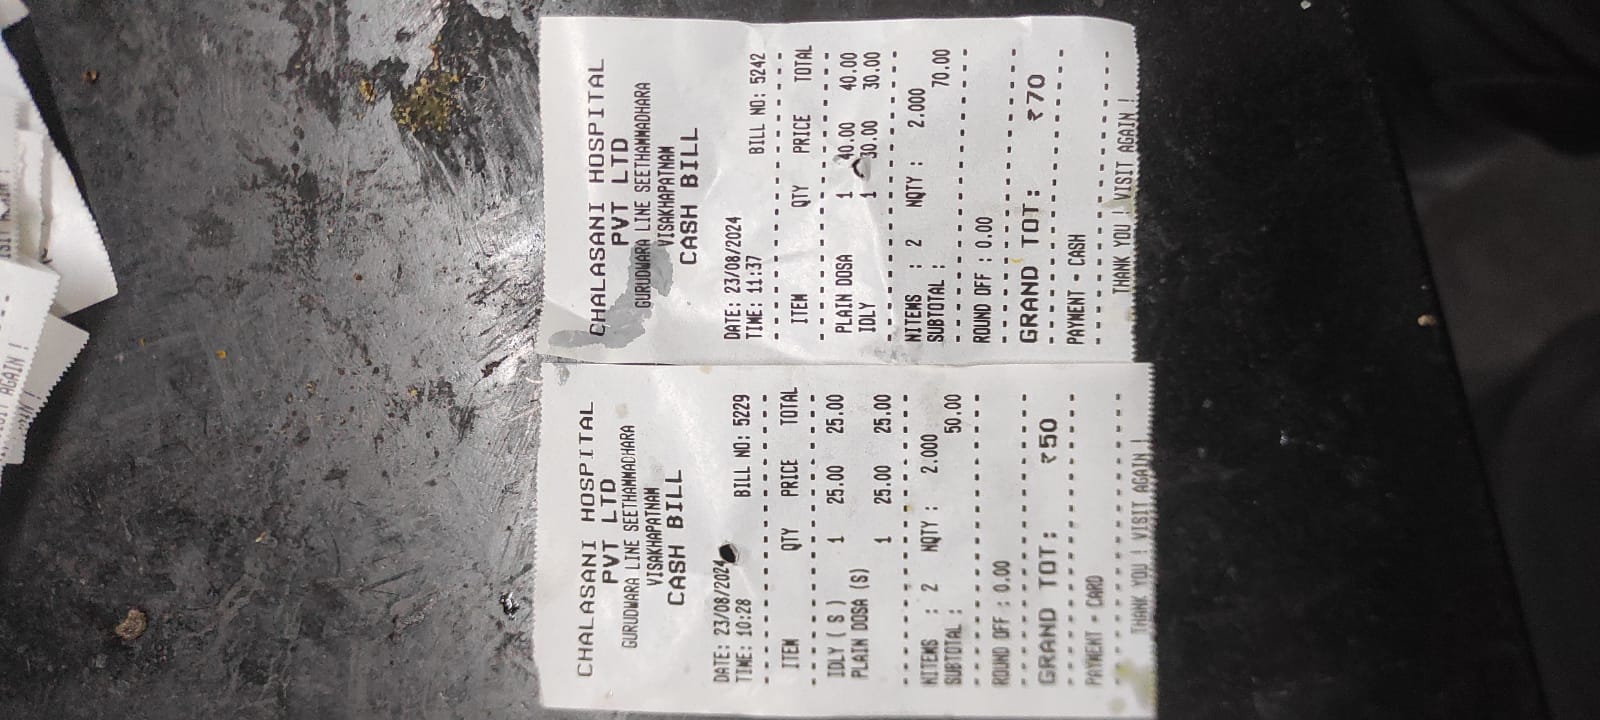 CHALASANI HOSPITAL
PVT LTD
GURUDWARA LINE SEETHAMMADHARA
VISAKHAPATNAM
CASH BILL
DATE: 23/08/2024
TIME: 10:28 BILL NO: 5229
ITEM QTY PRICE TOTAL
IDLY ( S ) 1 25.00 25.00
PLAIN DOSA (S)
1 25.00 25.00
NITEMS : 2 NQTY : 2.000
SUBTOTAL : 50.00
ROUND OFF : 0.00
GRAND TOT: ₹50
PAYMENT - CARD
THANK YOU ! VISIT AGAIN !
CHALASANI HOSPITAL
PVT LTD
GURUDWARA LINE SEETHAMMADHARA
VISAKHAPATNAM
CASH BILL
DATE: 23/08/2024
TIME: 11:37 BILL NO: 5242
ITEM QTY PRICE TOTAL
PLAIN DOSA 1 40.00 40.00
IDLY 1 30.00 30.00
NITEMS : 2 NQTY : 2.000
SUBTOTAL : 70.00
ROUND OFF : 0.00
GRAND TOT: ₹70
PAYMENT - CASH
THANK YOU ! VISIT AGAIN !
AGAIN !